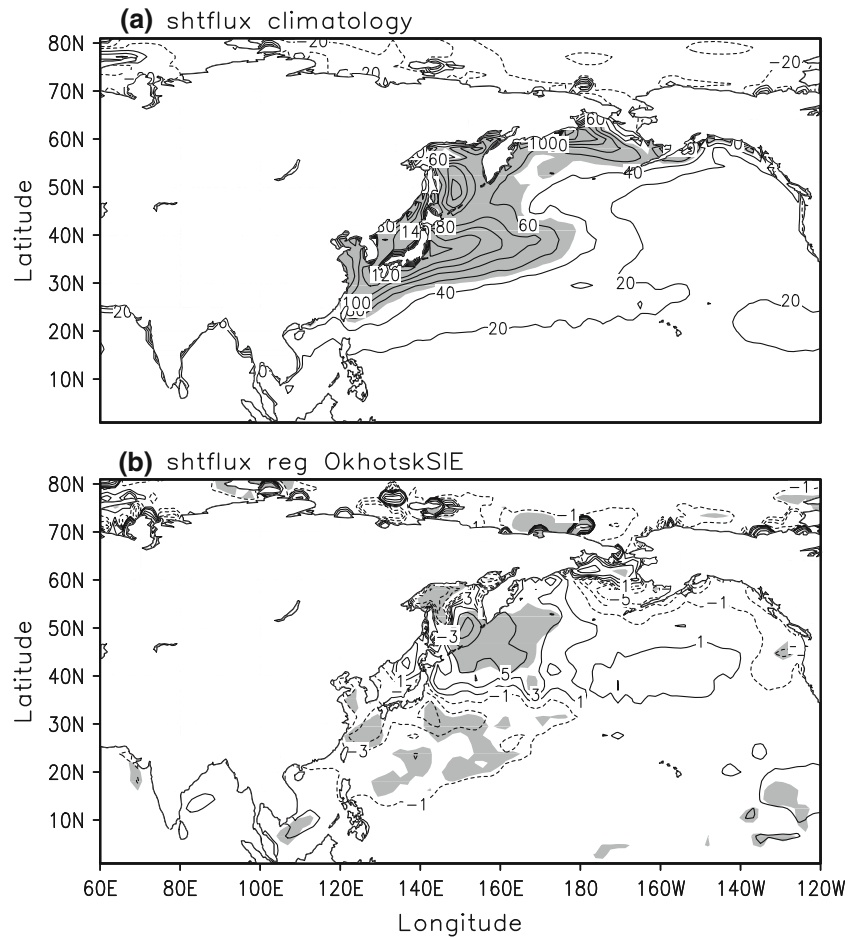 (a) shtflux climatology
80N
70N
60N
50N
40N
30N
20N
10N
Latitude
-20
-20
60
60
100
40
80
60
14
120
100
40
20
20
20
20
0
(b) shtflux reg OkhotskSIE
80N
70N
60N
50N
40N
30N
20N
10N
Latitude
-1
-1
3
1
-5
-1
-3
1
5
-1
3
1
-1
-3
-1
60E 80E 100E 120E 140E 160E 180 160W 140W 120W
Longitude